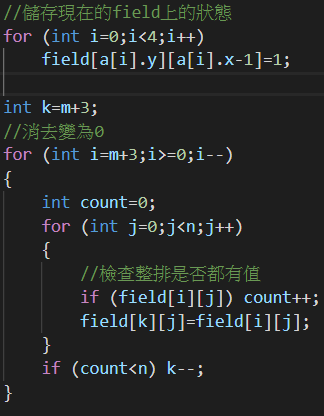 //儲存現在的field上的狀態
for (int i=0;i<4;i++)
field[a[i].y][a[i].x-1]=1;
int k=m+3;
//消去變為0
for (int i=m+3;i>=0;i--)
{
int count=0;
for (int j=0;j<n;j++)
{
//檢查整排是否都有值
if (field[i][j]) count++;
field[k][j]=field[i][j];
}
if (count<n) k--;
}